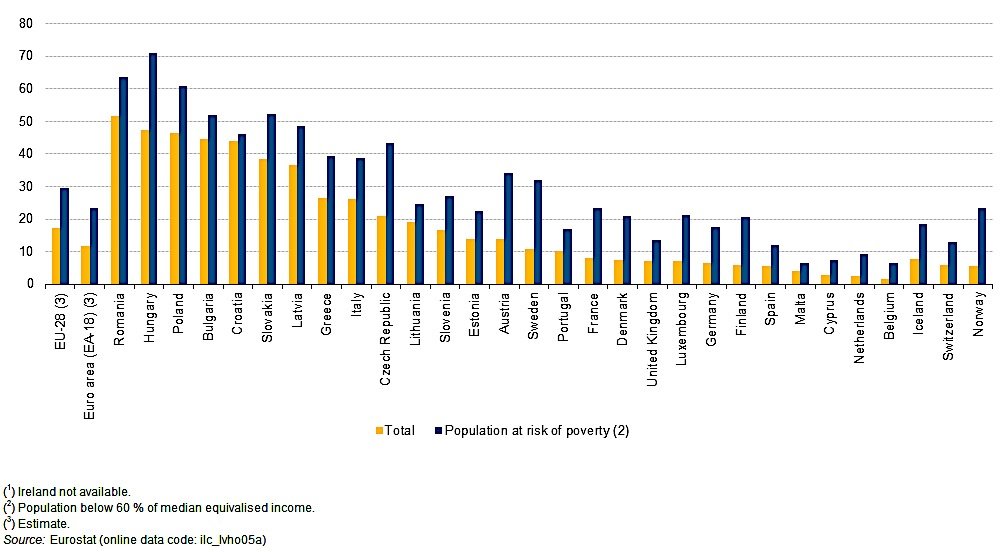 80
70
60
50
40
30
20
10
0
EU-28 (3)
Euro area (EA-18) (3)
Romania
Hungary
Poland
Bulgaria
Croatia
Slovakia
Latvia
Greece
Italy
Czech Republic
Lithuania
Slovenia
Estonia
Austria
Sweden
Portugal
France
Denmark
United Kingdom
Luxembourg
Germany
Finland
Spain
Malta
Cyprus
Netherlands
Belgium
Iceland
Switzerland
Norway
Total Population at risk of poverty (2)
(1) Ireland not available.
(2) Population below 60 % of median equivalised income.
(3) Estimate.
Source: Eurostat (online data code: ilc_lvho05a)